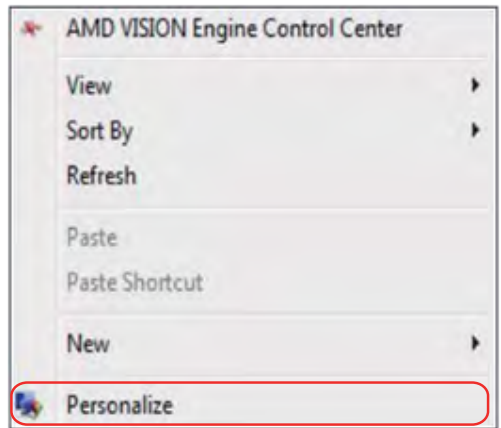 AMD VISION Engine Control Center
View
Sort By
Refresh
Paste
Paste Shortcut
New
Personalize